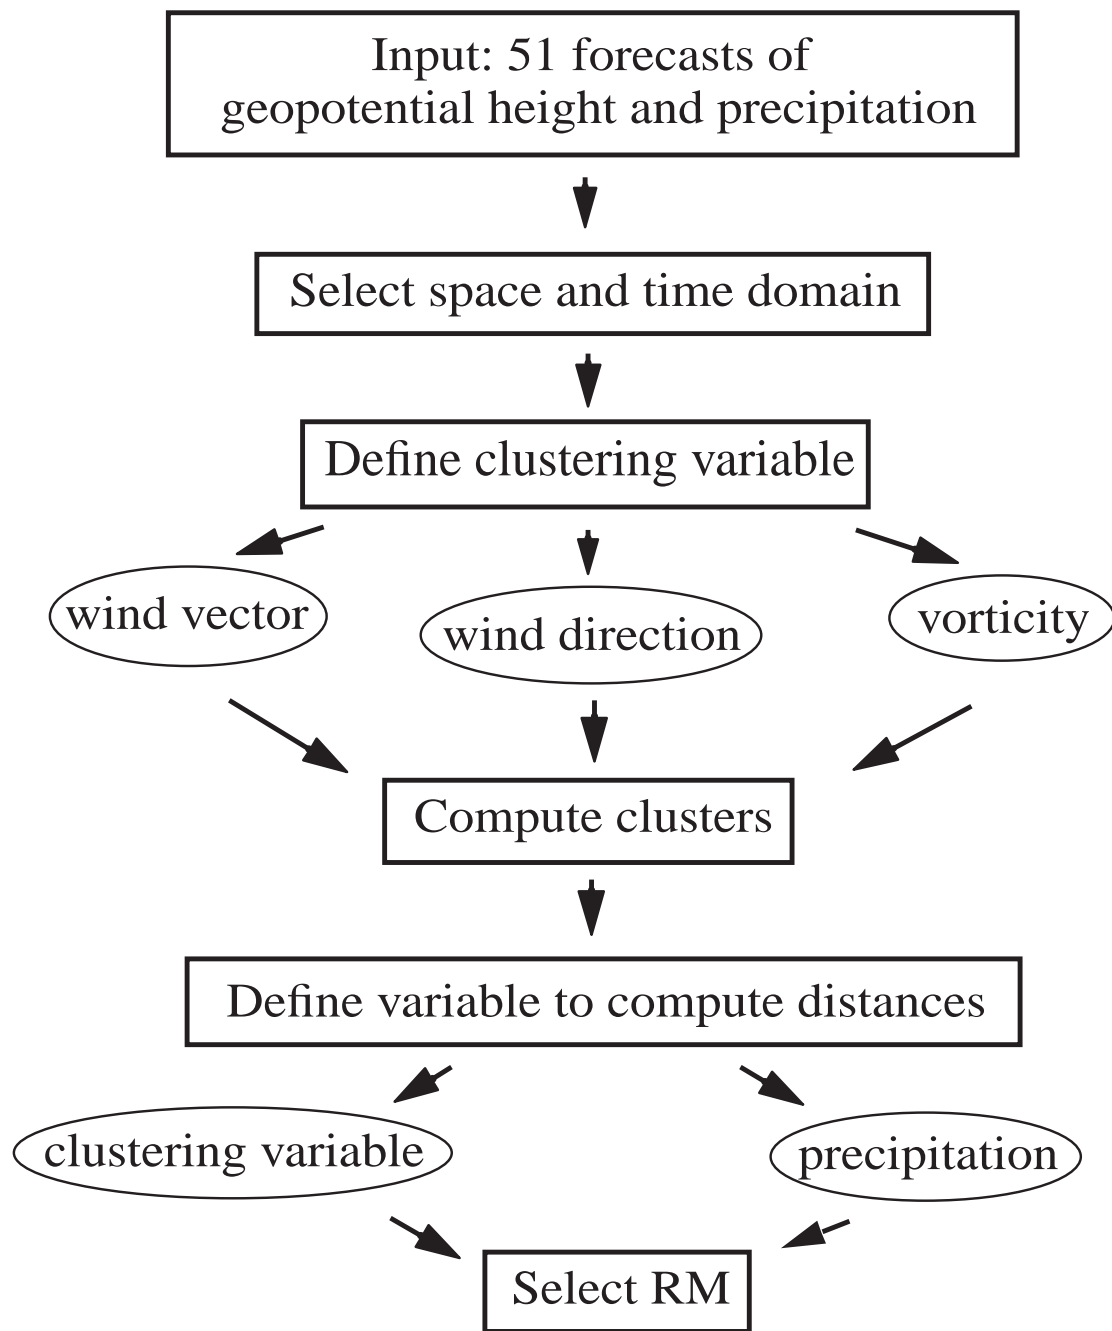 Input: 51 forecasts of
geopotential height and precipitation
Select space and time domain
Define clustering variable
wind vector
wind direction
vorticity
Compute clusters
Define variable to compute distances
clustering variable
precipitation
Select RM